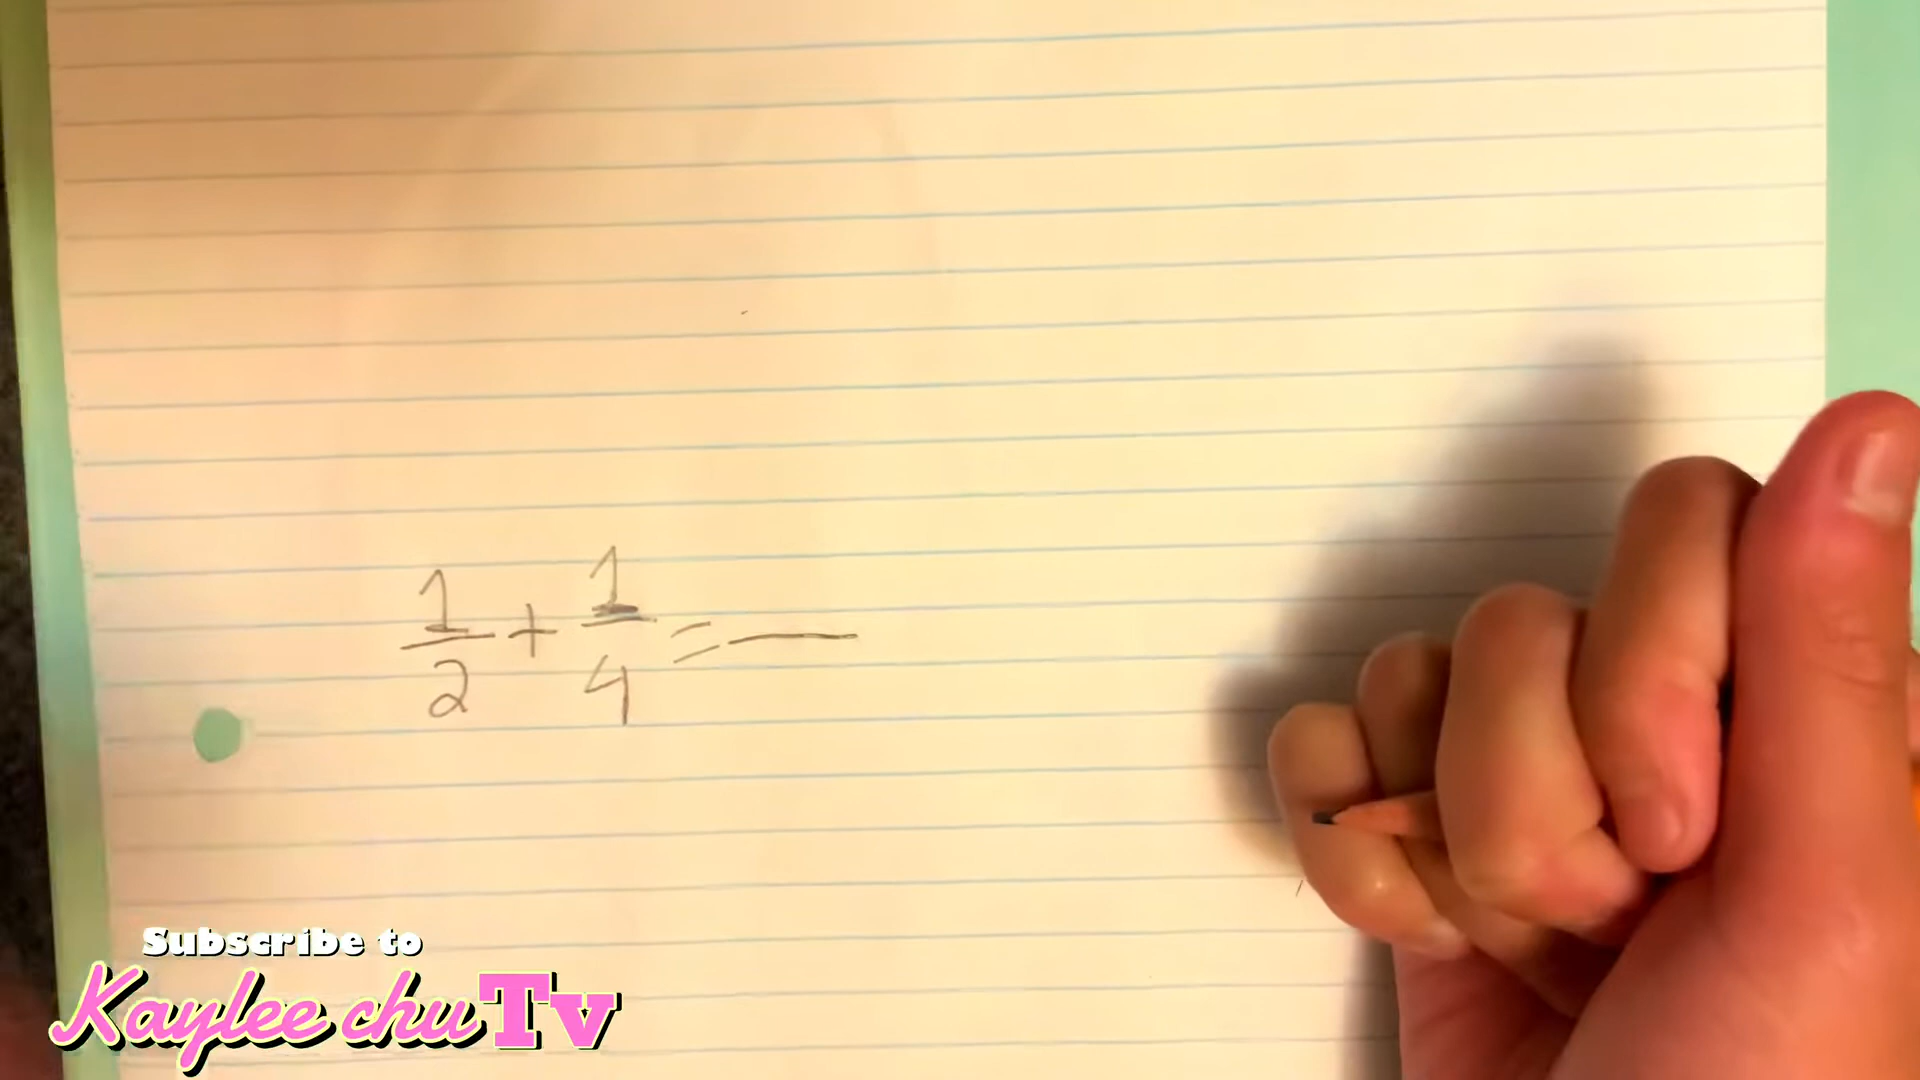 1/2 + 1/4 =
Subscribe to
Kaylee chu Tv